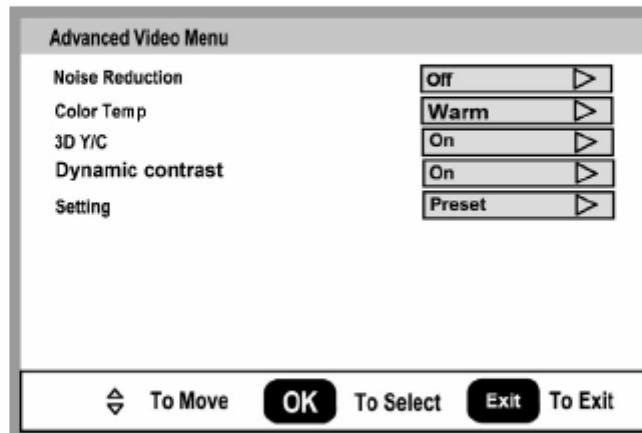 Advanced Video Menu
Noise Reduction Off
Color Temp Warm
3D Y/C On
Dynamic contrast On
Setting Preset
To Move OK To Select Exit To Exit